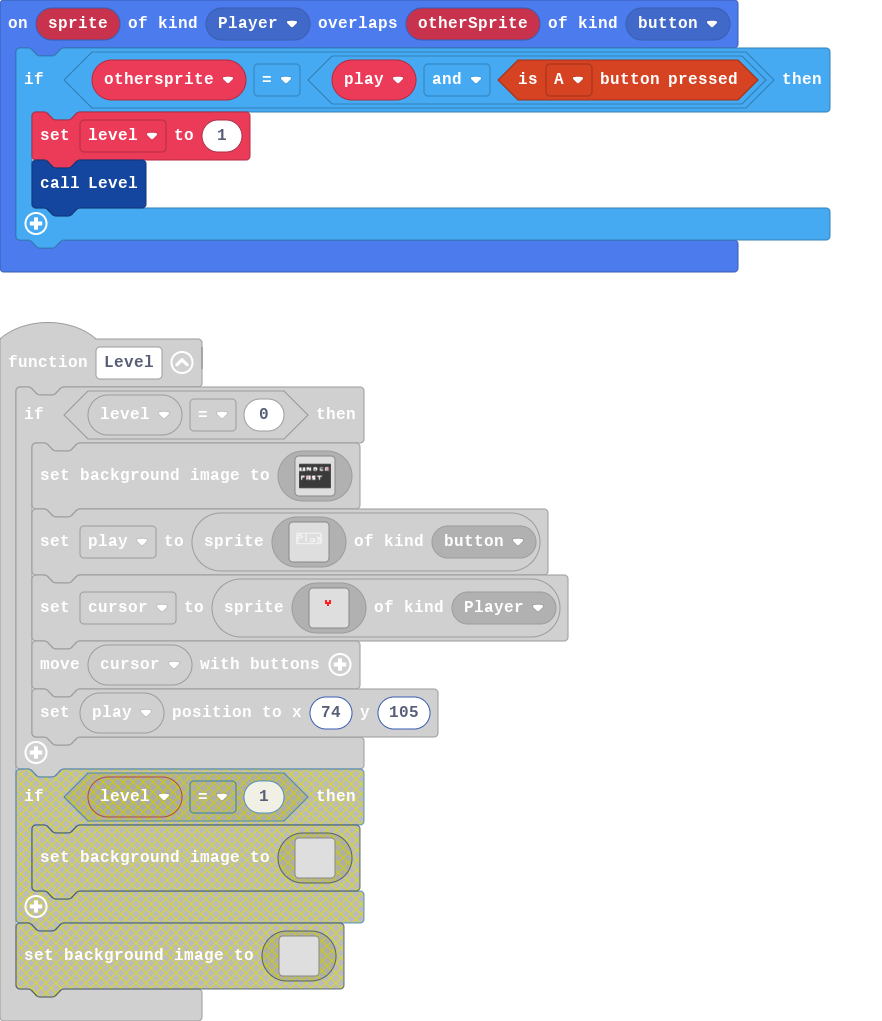 on sprite of kind Player overlaps otherSprite of kind button
if othersprite = play and is A button pressed then
set level to 1
call Level
function Level
if level = 0 then
set background image to UNDER
FAST
set play to sprite Play of kind button
set cursor to sprite of kind Player
move cursor with buttons
set play position to x 74 y 105
if level = 1 then
set background image to
set background image to